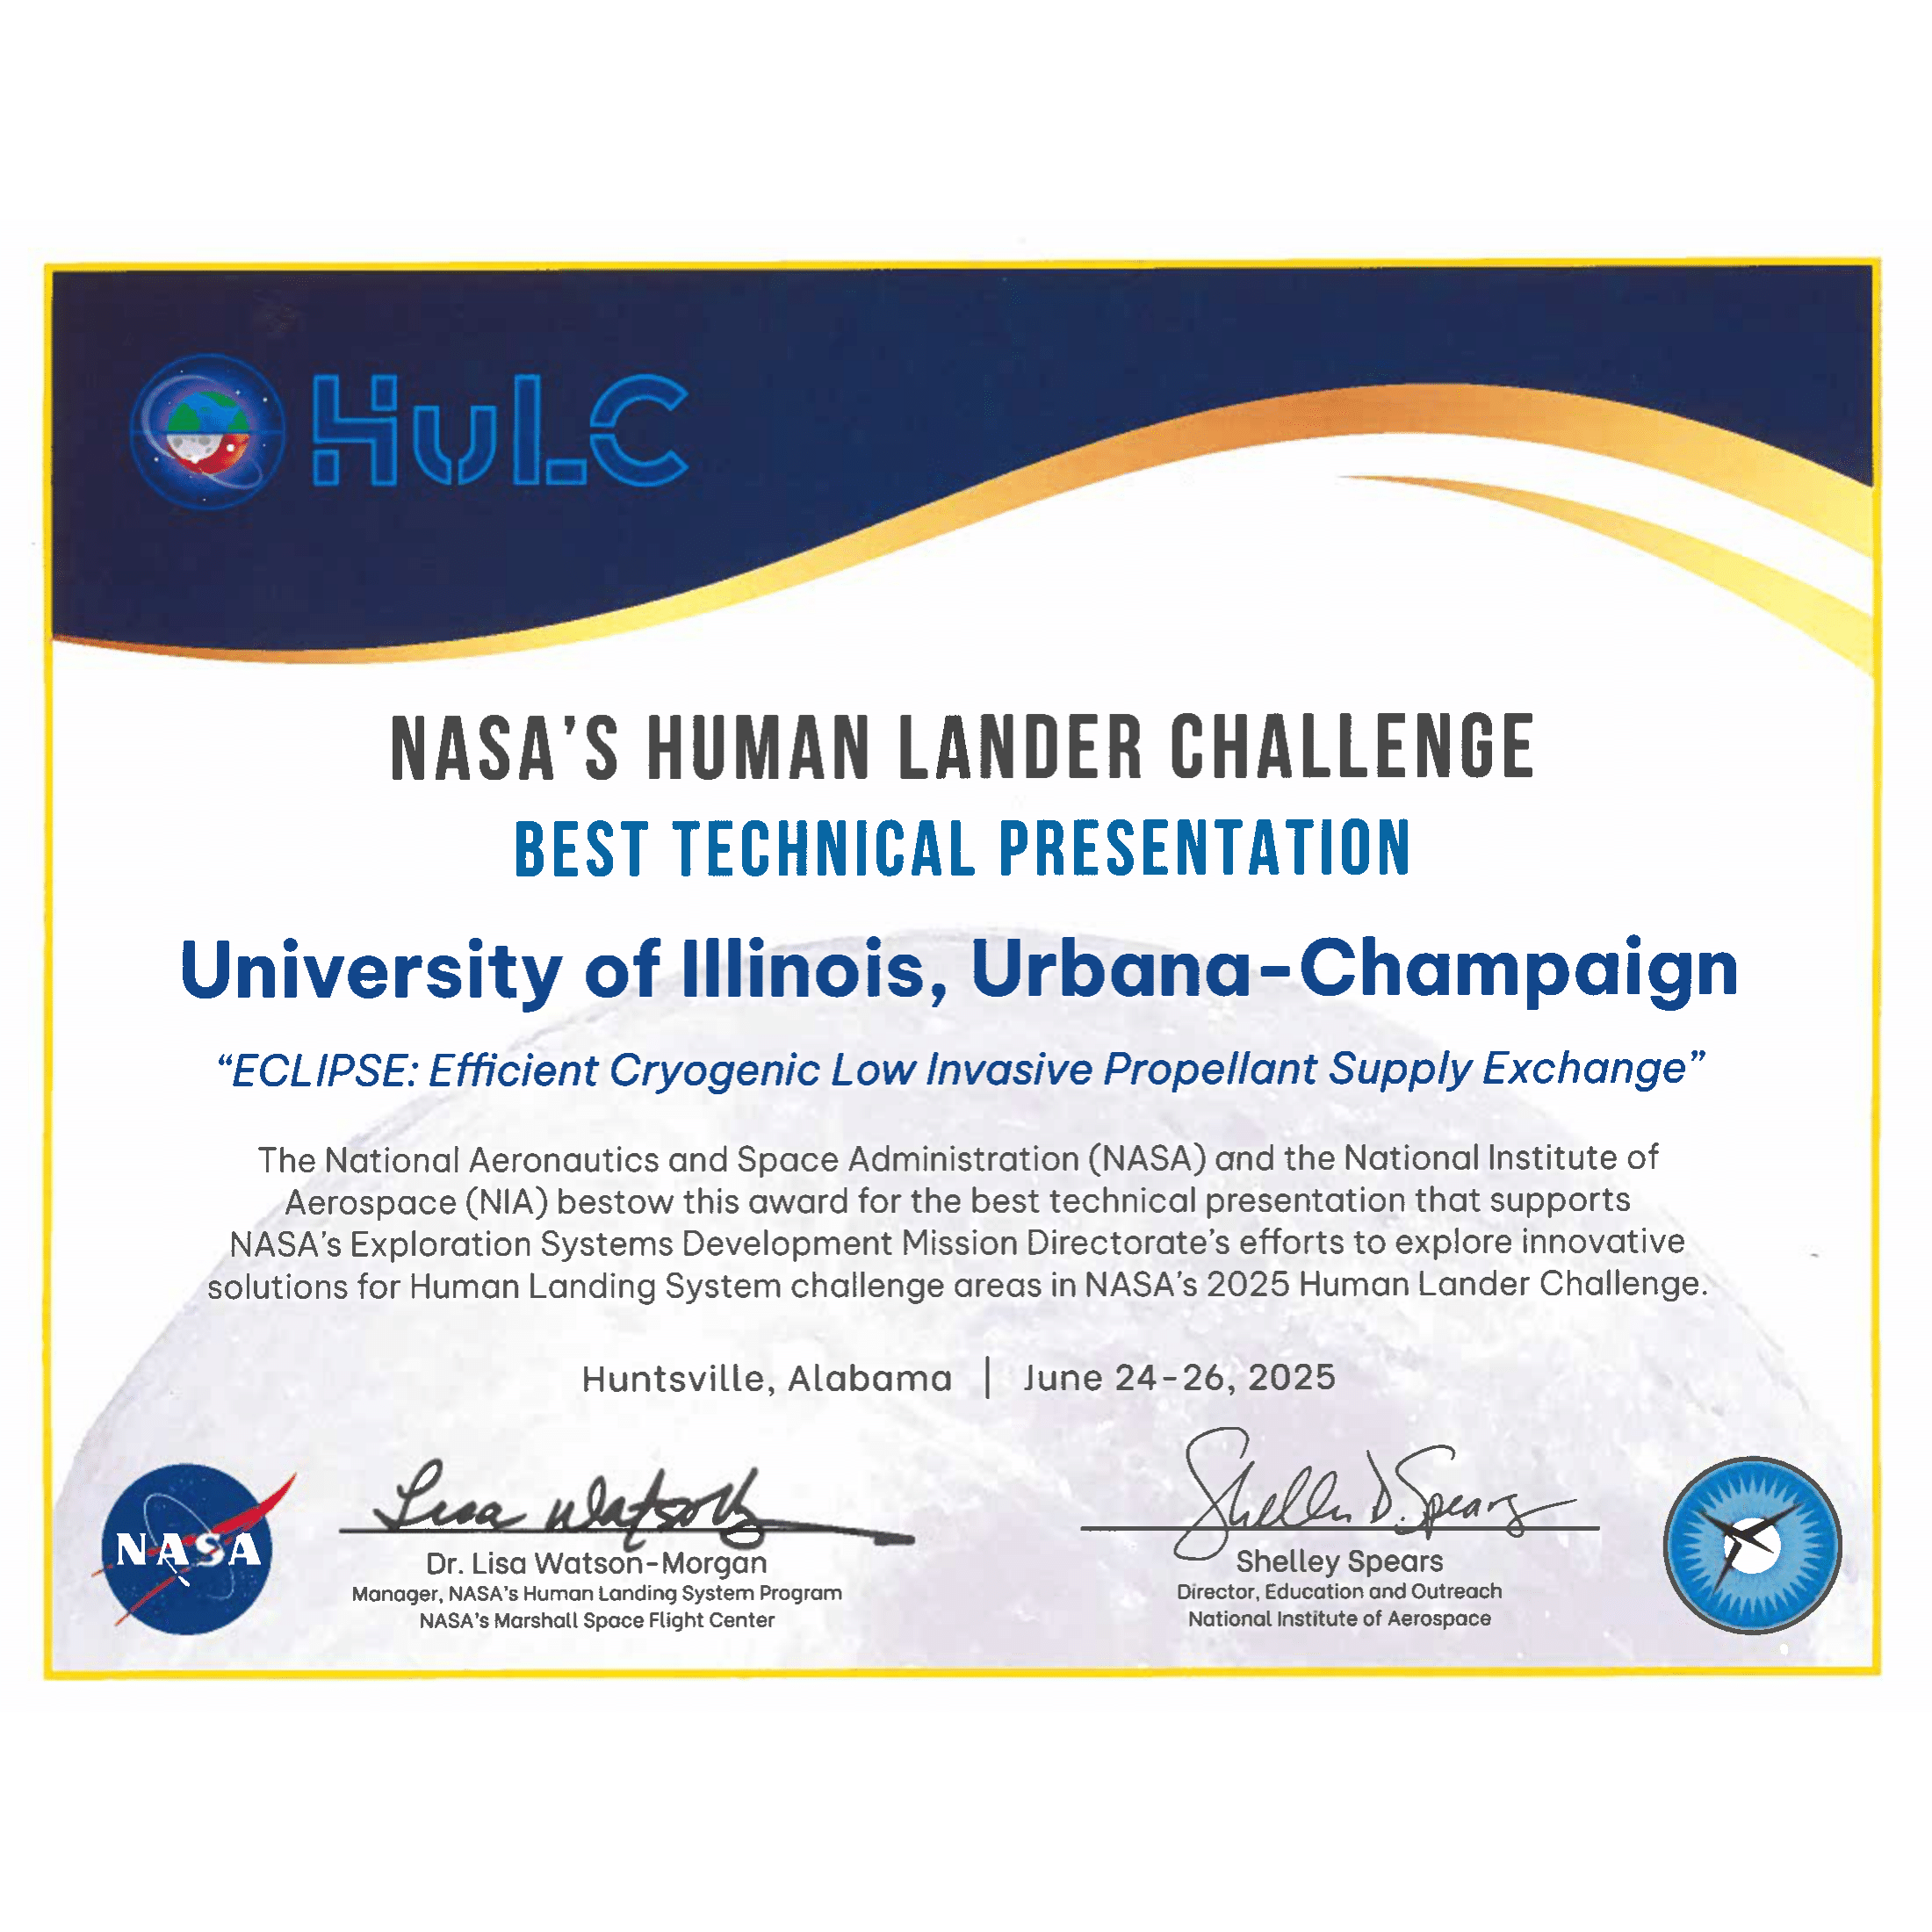 HuLC
NASA’S HUMAN LANDER CHALLENGE
BEST TECHNICAL PRESENTATION
University of Illinois, Urbana-Champaign
“ECLIPSE: Efficient Cryogenic Low Invasive Propellant Supply Exchange”
The National Aeronautics and Space Administration (NASA) and the National Institute of
Aerospace (NIA) bestow this award for the best technical presentation that supports
NASA’s Exploration Systems Development Mission Directorate’s efforts to explore innovative
solutions for Human Landing System challenge areas in NASA’s 2025 Human Lander Challenge.
Huntsville, Alabama | June 24-26, 2025
NASA
Lisa Watson
Dr. Lisa Watson-Morgan
Manager, NASA’s Human Landing System Program
NASA’s Marshall Space Flight Center
Shelley D. Spears
Shelley Spears
Director, Education and Outreach
National Institute of Aerospace